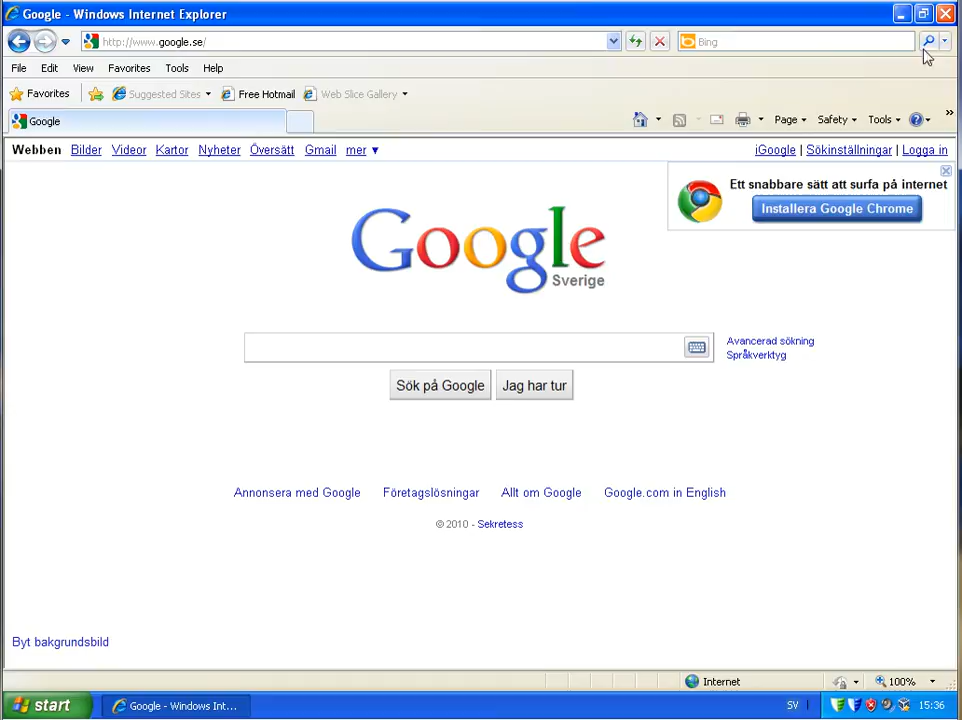 Google - Windows Internet Explorer
http://www.google.se/
Bing
File Edit View Favorites Tools Help
Favorites Suggested Sites Free Hotmail Web Slice Gallery
Google Page Safety Tools »
Webben Bilder Videor Kartor Nyheter Översätt Gmail mer ▼ iGoogle | Sökinställningar | Logga in
Ett snabbare sätt att surfa på internet
Installera Google Chrome
Google
Sverige
Avancerad sökning
Språkverktyg
Sök på Google Jag har tur
Annonsera med Google Företagslösningar Allt om Google Google.com in English
© 2010 - Sekretess
Byt bakgrundsbild
Internet 100%
start Google - Windows Int... SV 15:36